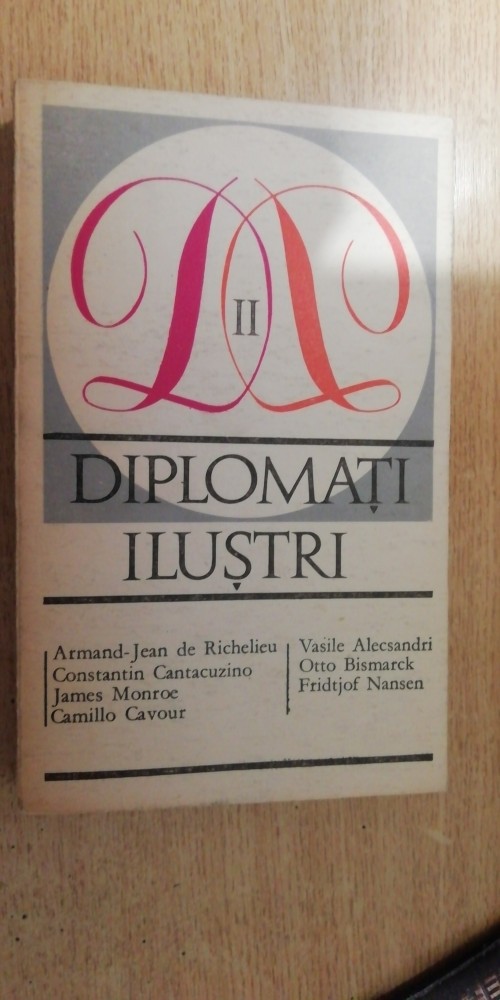 II
DIPLOMAȚI
ILUȘTRI
Armand-Jean de Richelieu
Constantin Cantacuzino
James Monroe
Camillo Cavour
Vasile Alecsandri
Otto Bismarck
Fridtjof Nansen